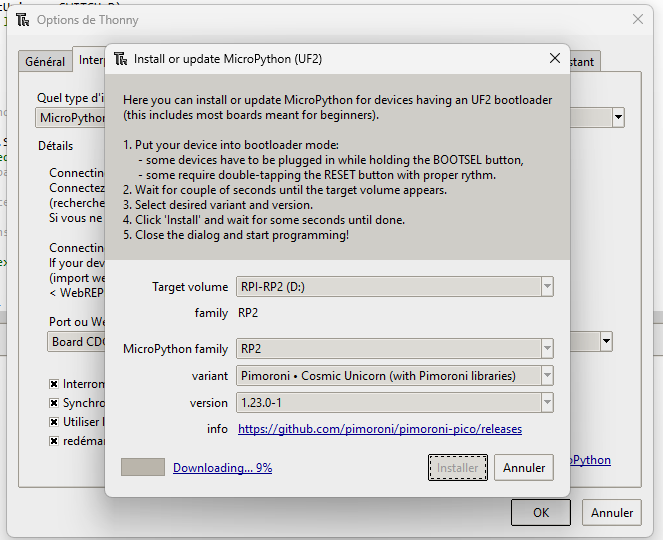 Options de Thonny
Général
Interp
stant
Install or update MicroPython (UF2)
Quel type d'i
MicroPython
Détails
Connectin
Connectez
(recherche
Si vous ne
Connectin
If your dev
(import we
< WebREP
Port ou We
Board CDC
Interrom
Synchro
Utiliser l
redémar
Here you can install or update MicroPython for devices having an UF2 bootloader
(this includes most boards meant for beginners).
1. Put your device into bootloader mode:
- some devices have to be plugged in while holding the BOOTSEL button,
- some require double-tapping the RESET button with proper rythm.
2. Wait for couple of seconds until the target volume appears.
3. Select desired variant and version.
4. Click 'Install' and wait for some seconds until done.
5. Close the dialog and start programming!
Target volume RPI-RP2 (D:)
family RP2
MicroPython family RP2
variant Pimoroni • Cosmic Unicorn (with Pimoroni libraries)
version 1.23.0-1
info https://github.com/pimoroni/pimoroni-pico/releases
Downloading... 9% Installer Annuler
Python
OK Annuler